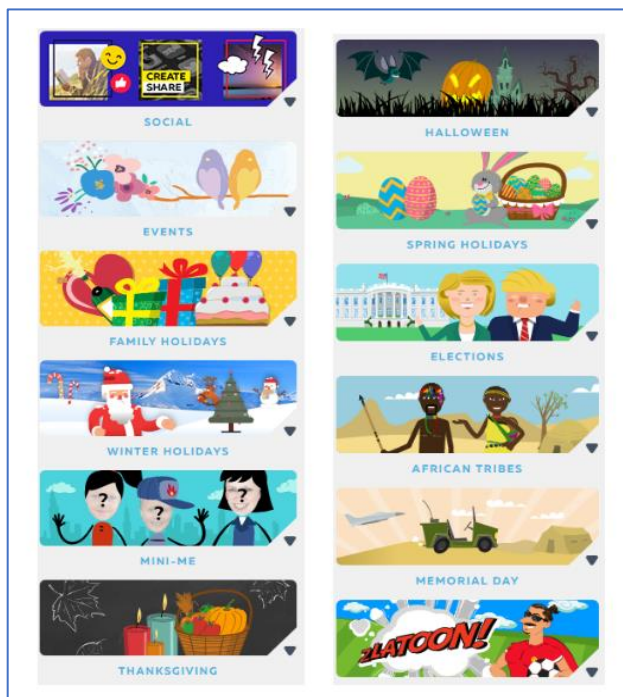 CREATE
SHARE
SOCIAL
EVENTS
FAMILY HOLIDAYS
WINTER HOLIDAYS
? ? ?
MINI-ME
THANKSGIVING
HALLOWEEN
SPRING HOLIDAYS
ELECTIONS
AFRICAN TRIBES
MEMORIAL DAY
ZLATOON!